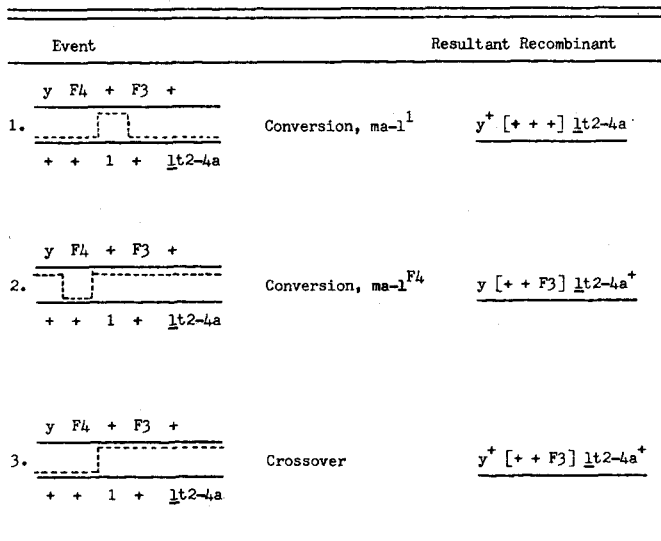 Event Resultant Recombinant
y F4 + F3 +
1. Conversion, ma-l¹ y⁺ [+ + +] lt2-4a
+ + 1 + lt2-4a
y F4 + F3 +
2. Conversion, ma-lF4 y [+ + F3] lt2-4a⁺
+ + 1 + lt2-4a
y F4 + F3 +
3. Crossover y⁺ [+ + F3] lt2-4a⁺
+ + 1 + lt2-4a